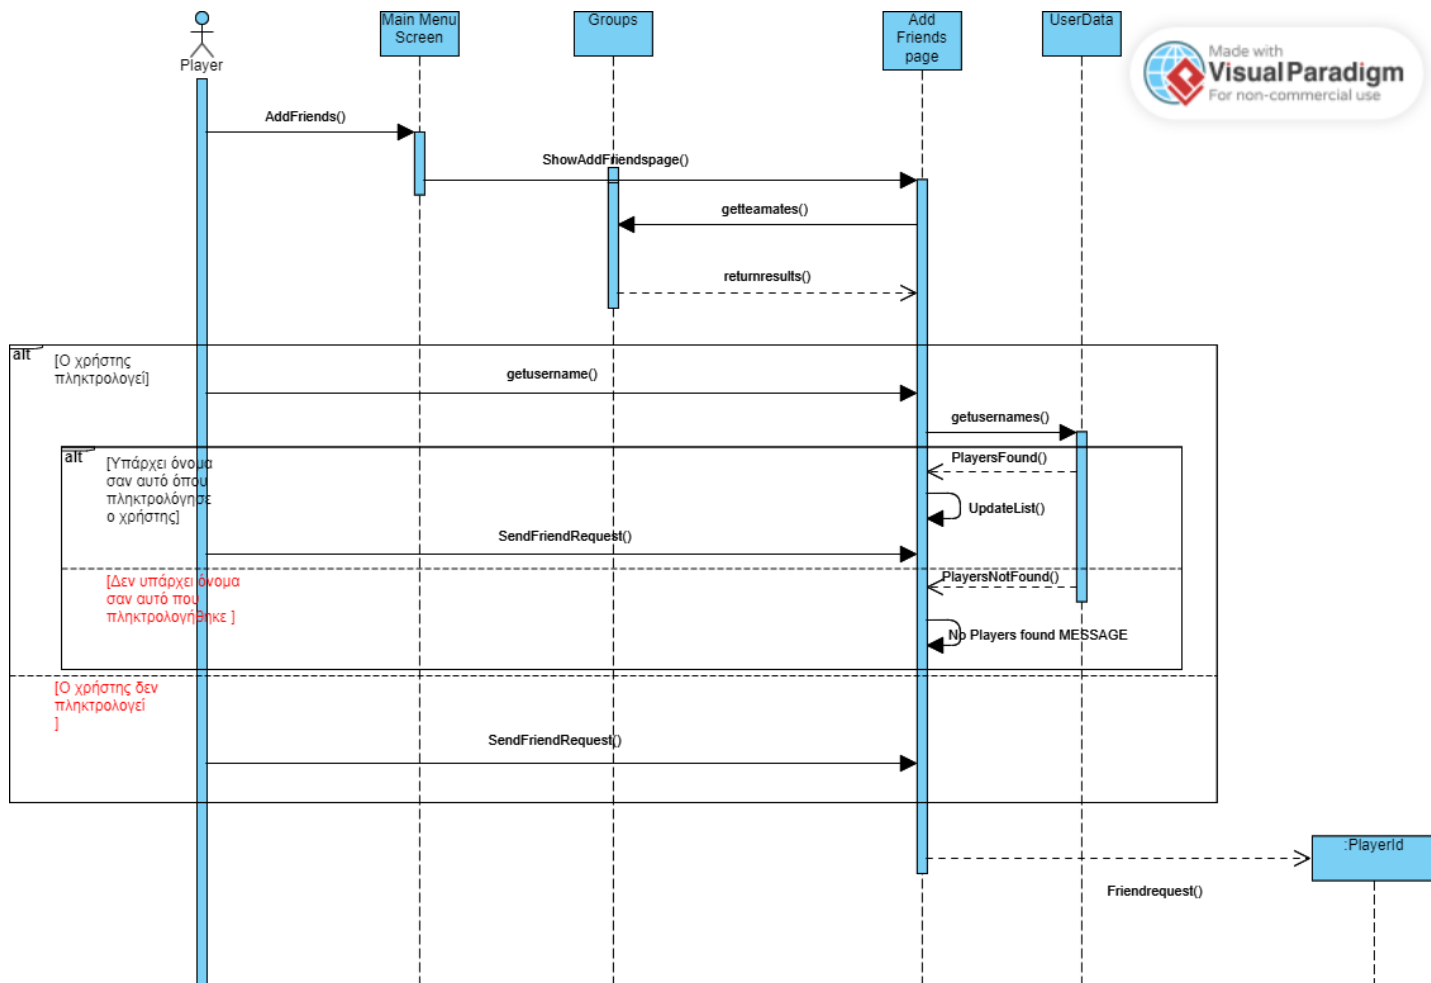 Player
Main Menu
Screen
Groups
Add
Friends
page
UserData
Made with
Visual Paradigm
For non-commercial use
AddFriends()
ShowAddFriendspage()
getteamates()
returnresults()
alt
[Ο χρήστης
πληκτρολογεί]
getusername()
getusernames()
alt
[Υπάρχει όνομα
σαν αυτό όπου
πληκτρολόγησε
ο χρήστης]
PlayersFound()
UpdateList()
SendFriendRequest()
[Δεν υπάρχει όνομα
σαν αυτό που
πληκτρολογήθηκε ]
PlayersNotFound()
No Players found MESSAGE
[Ο χρήστης δεν
πληκτρολογεί
]
SendFriendRequest()
:PlayerId
Friendrequest()